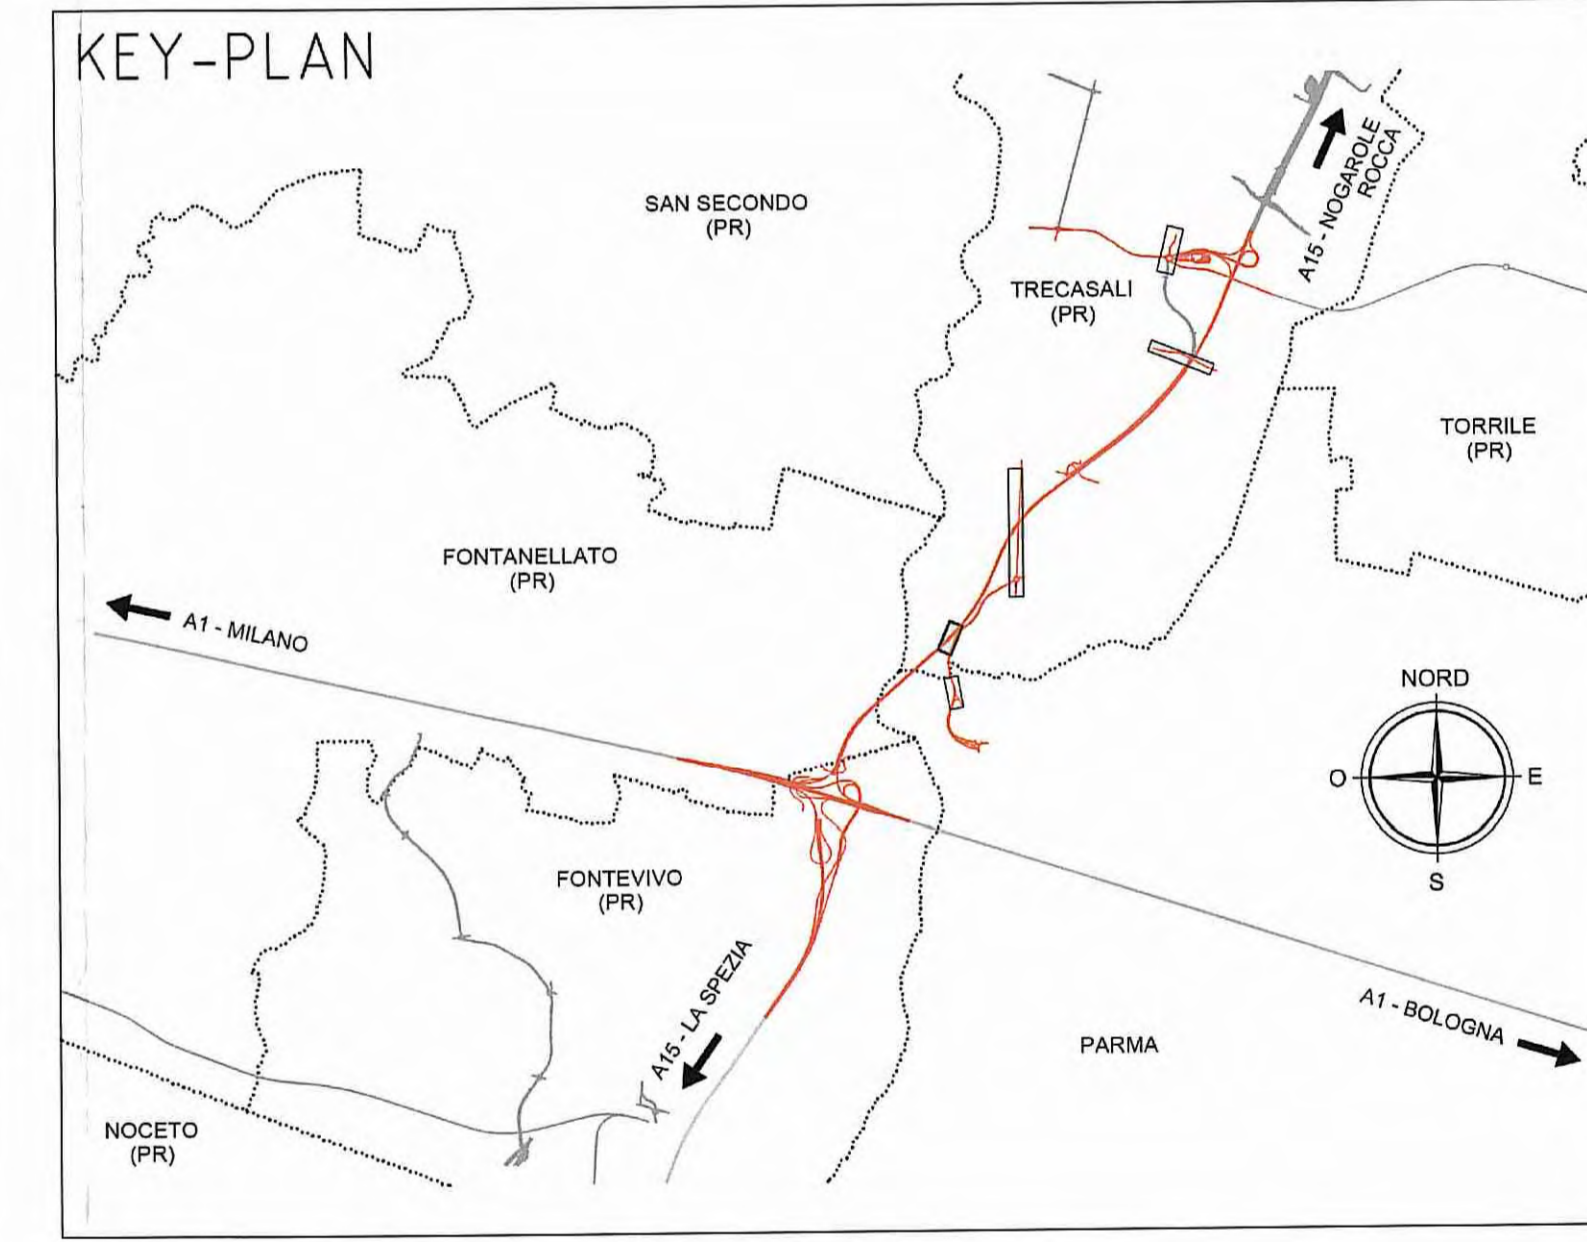 KEY-PLAN
SAN SECONDO
(PR)
A15 - NOGAROLE
ROCCA
TRECASALI
(PR)
TORRILE
(PR)
FONTANELLATO
(PR)
A1 - MILANO
NORD
O
E
S
FONTEVIVO
(PR)
A15 - LA SPEZIA
A1 - BOLOGNA
PARMA
NOCETO
(PR)